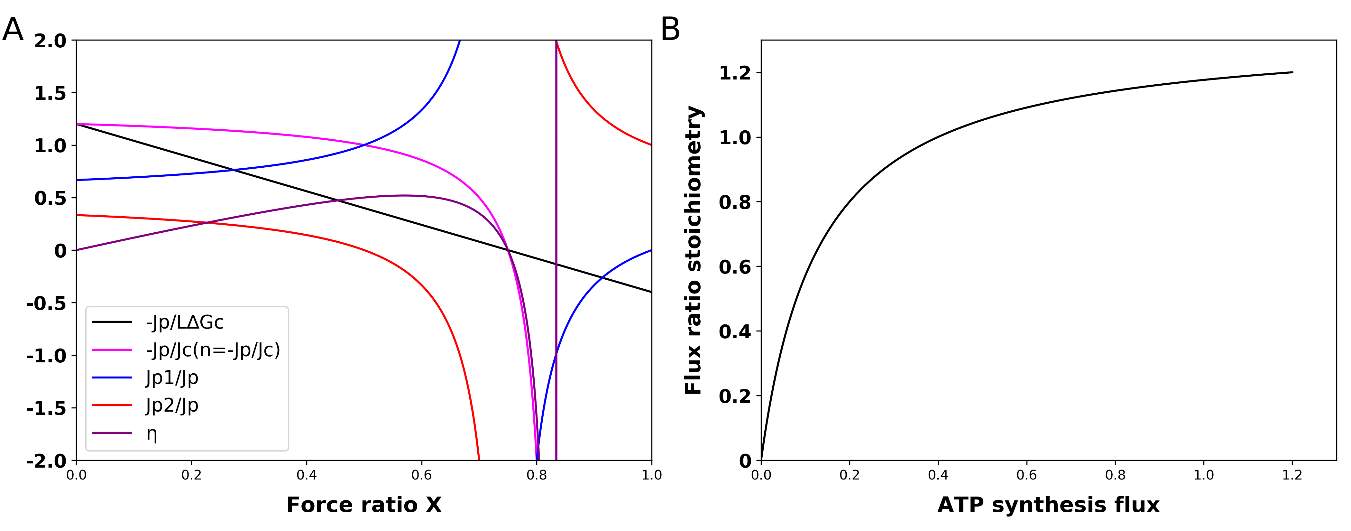 A
2.0
1.5
1.0
0.5
0
-0.5
-1.0
-1.5
-2.0
-Jp/LΔGc
-Jp/Jc(n=-Jp/Jc)
Jp1/Jp
Jp2/Jp
η
0.0 0.2 0.4 0.6 0.8 1.0
Force ratio X
B
Flux ratio stoichiometry
1.2
1.0
0.8
0.6
0.4
0.2
0
0.0 0.2 0.4 0.6 0.8 1.0 1.2
ATP synthesis flux